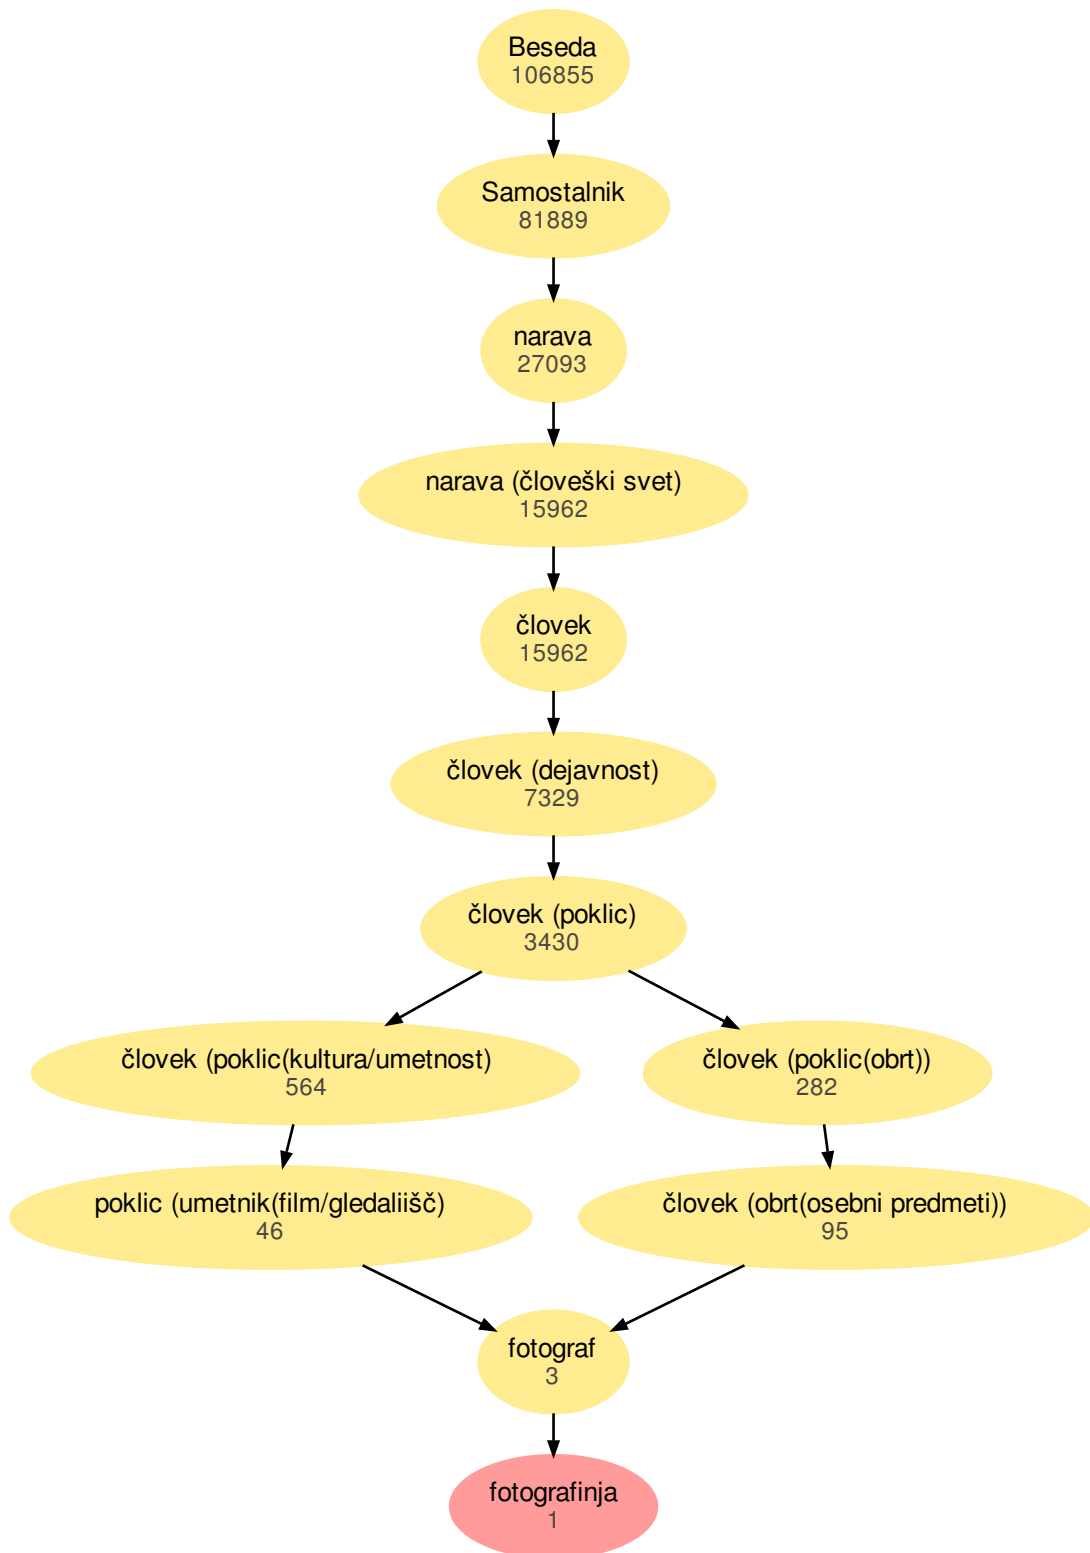 Beseda
106855
Samostalnik
81889
narava
27093
narava (človeški svet)
15962
človek
15962
človek (dejavnost)
7329
človek (poklic)
3430
človek (poklic(kultura/umetnost)
564
človek (poklic(obrt))
282
poklic (umetnik(film/gledaliišč)
46
človek (obrt(osebni predmeti))
95
fotograf
3
fotografinja
1